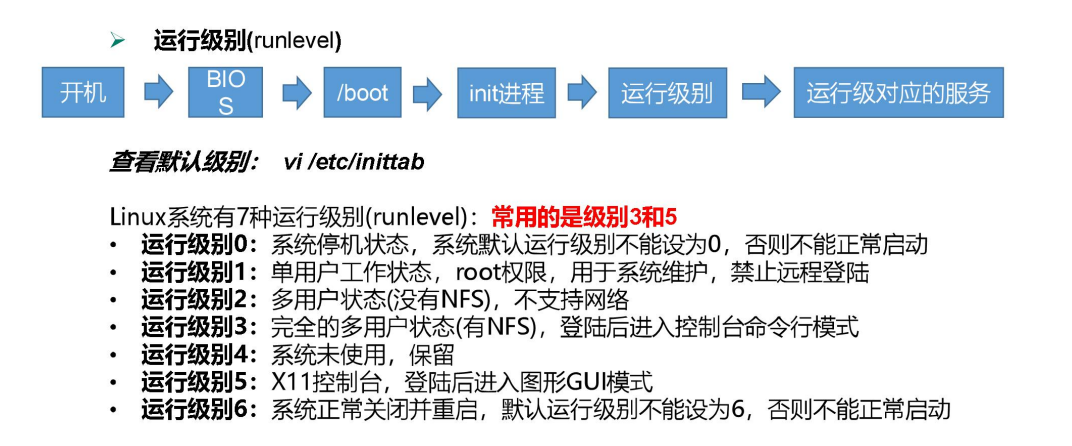 ➢ 运行级别(runlevel)
开机
BIO
S
/boot
init进程
运行级别
运行级对应的服务
查看默认级别： vi /etc/inittab
Linux系统有7种运行级别(runlevel)：常用的是级别3和5
• 运行级别0：系统停机状态，系统默认运行级别不能设为0，否则不能正常启动
• 运行级别1：单用户工作状态，root权限，用于系统维护，禁止远程登陆
• 运行级别2：多用户状态(没有NFS)，不支持网络
• 运行级别3：完全的多用户状态(有NFS)，登陆后进入控制台命令行模式
• 运行级别4：系统未使用，保留
• 运行级别5：X11控制台，登陆后进入图形GUI模式
• 运行级别6：系统正常关闭并重启，默认运行级别不能设为6，否则不能正常启动